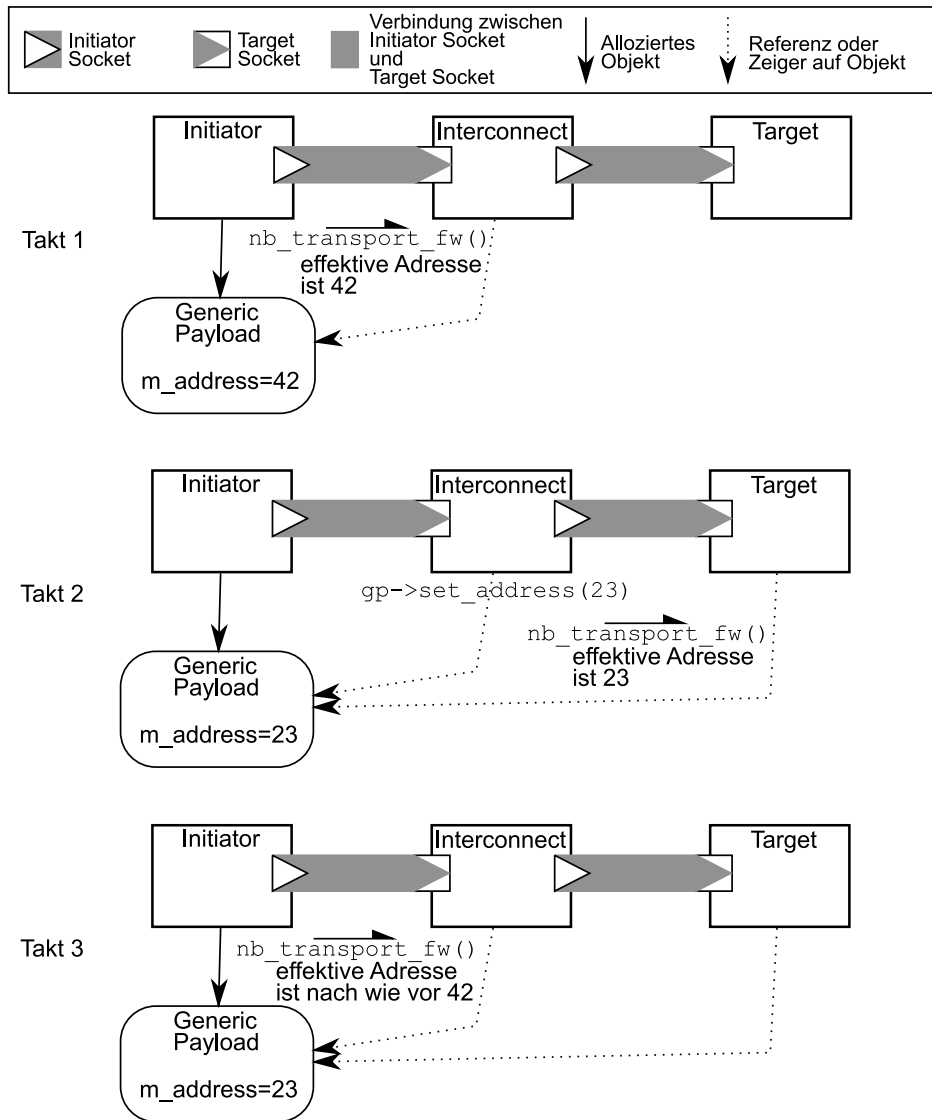 Initiator
Socket
Target
Socket
Verbindung zwischen
Initiator Socket
und
Target Socket
Alloziertes
Objekt
Referenz oder
Zeiger auf Objekt
Initiator
Interconnect
Target
Takt 1
nb_transport_fw()
effektive Adresse
ist 42
Generic
Payload
m_address=42
Initiator
Interconnect
Target
Takt 2
gp->set_address(23)
nb_transport_fw()
effektive Adresse
ist 23
Generic
Payload
m_address=23
Initiator
Interconnect
Target
Takt 3
nb_transport_fw()
effektive Adresse
ist nach wie vor 42
Generic
Payload
m_address=23